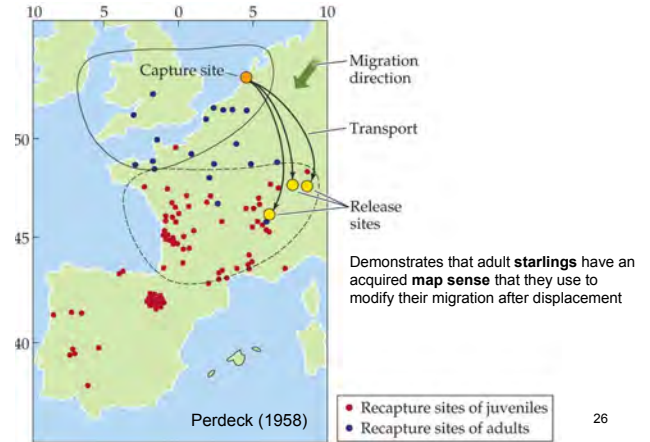 10 5 0 5 10
Capture site
Migration
direction
Transport
50
Release
sites
45
Demonstrates that adult starlings have an
acquired map sense that they use to
modify their migration after displacement
40
Perdeck (1958)
Recapture sites of juveniles
Recapture sites of adults
26